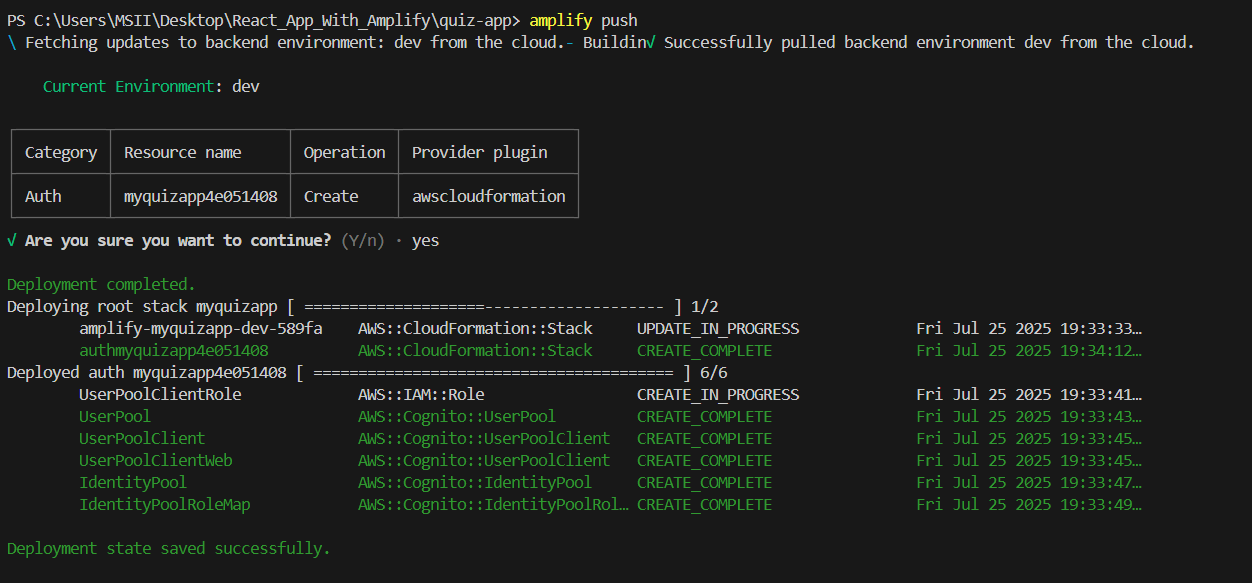 PS C:\Users\MSII\Desktop\React_App_With_Amplify\quiz-app> amplify push
\ Fetching updates to backend environment: dev from the cloud.- Buildin√ Successfully pulled backend environment dev from the cloud.
Current Environment: dev
Category Resource name Operation Provider plugin
Auth myquizapp4e051408 Create awscloudformation
√ Are you sure you want to continue? (Y/n) · yes
Deployment completed.
Deploying root stack myquizapp [ ====================-------------------- ] 1/2
amplify-myquizapp-dev-589fa AWS::CloudFormation::Stack UPDATE_IN_PROGRESS Fri Jul 25 2025 19:33:33…
authmyquizapp4e051408 AWS::CloudFormation::Stack CREATE_COMPLETE Fri Jul 25 2025 19:34:12…
Deployed auth myquizapp4e051408 [ ======================================== ] 6/6
UserPoolClientRole AWS::IAM::Role CREATE_IN_PROGRESS Fri Jul 25 2025 19:33:41…
UserPool AWS::Cognito::UserPool CREATE_COMPLETE Fri Jul 25 2025 19:33:43…
UserPoolClient AWS::Cognito::UserPoolClient CREATE_COMPLETE Fri Jul 25 2025 19:33:45…
UserPoolClientWeb AWS::Cognito::UserPoolClient CREATE_COMPLETE Fri Jul 25 2025 19:33:45…
IdentityPool AWS::Cognito::IdentityPool CREATE_COMPLETE Fri Jul 25 2025 19:33:47…
IdentityPoolRoleMap AWS::Cognito::IdentityPoolRol… CREATE_COMPLETE Fri Jul 25 2025 19:33:49…
Deployment state saved successfully.